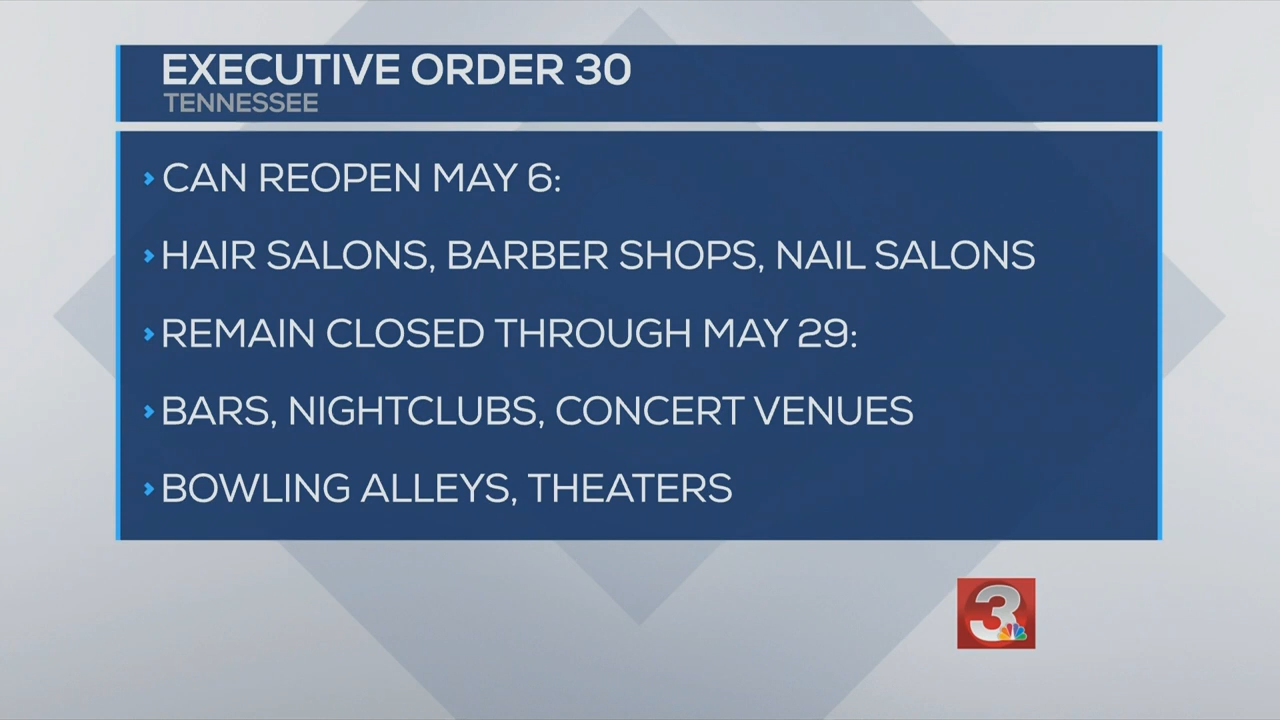 EXECUTIVE ORDER 30
TENNESSEE
CAN REOPEN MAY 6:
HAIR SALONS, BARBER SHOPS, NAIL SALONS
REMAIN CLOSED THROUGH MAY 29:
BARS, NIGHTCLUBS, CONCERT VENUES
BOWLING ALLEYS, THEATERS
3